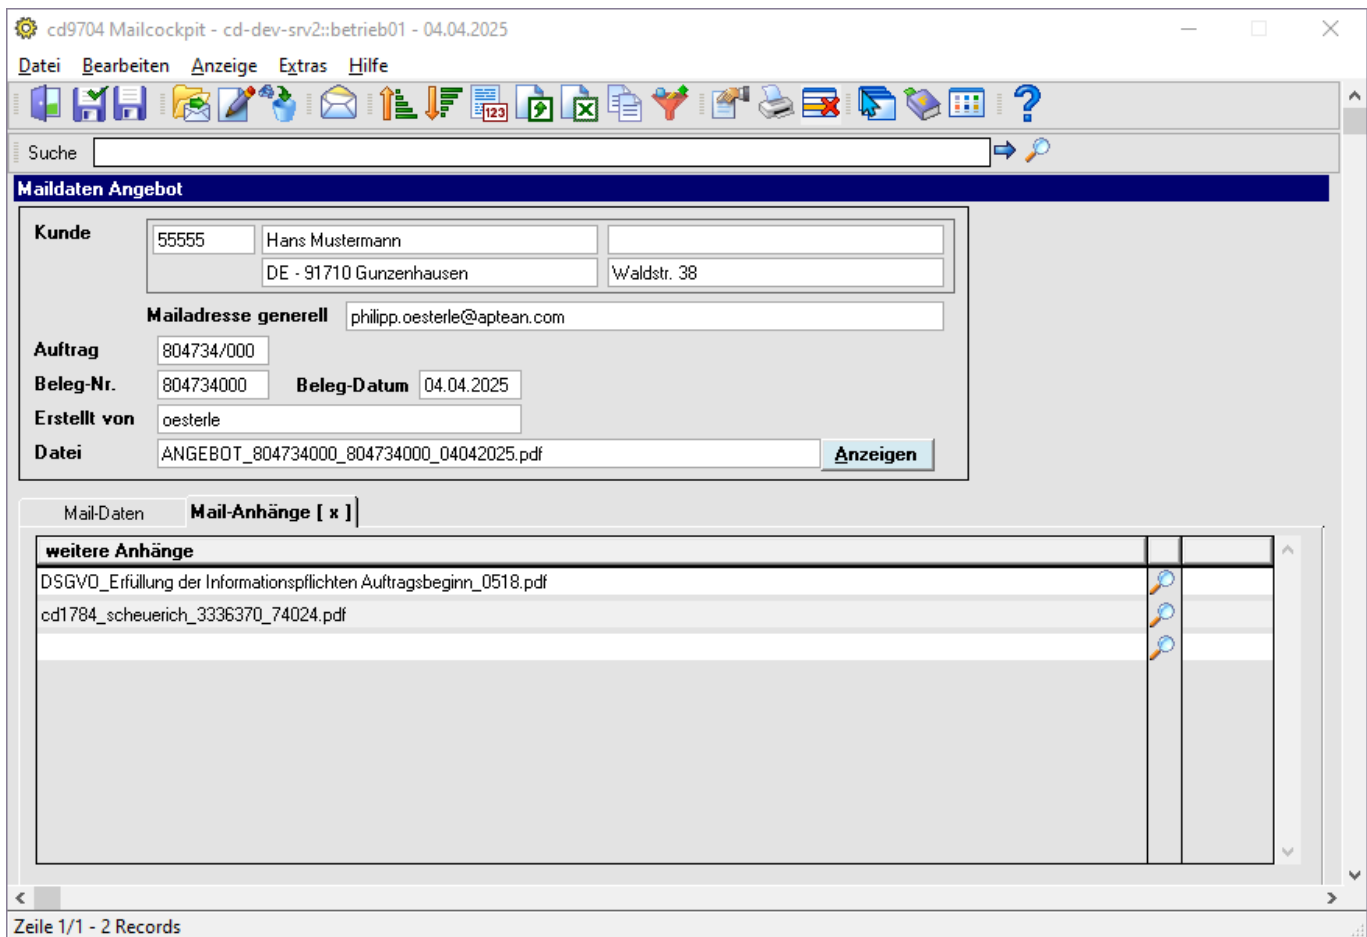 cd9704 Mailcockpit - cd-dev-srv2::betrieb01 - 04.04.2025
Datei Bearbeiten Anzeige Extras Hilfe
123
Suche
Maildaten Angebot
Kunde 55555 Hans Mustermann
DE - 91710 Gunzenhausen Waldstr. 38
Mailadresse generell philipp.oesterle@aptean.com
Auftrag 804734/000
Beleg-Nr. 804734000 Beleg-Datum 04.04.2025
Erstellt von oesterle
Datei ANGEBOT_804734000_804734000_04042025.pdf Anzeigen
Mail-Daten Mail-Anhänge [ x ]
weitere Anhänge
DSGVO_Erfüllung der Informationspflichten Auftragsbeginn_0518.pdf
cd1784_scheuerich_3336370_74024.pdf
Zeile 1/1 - 2 Records